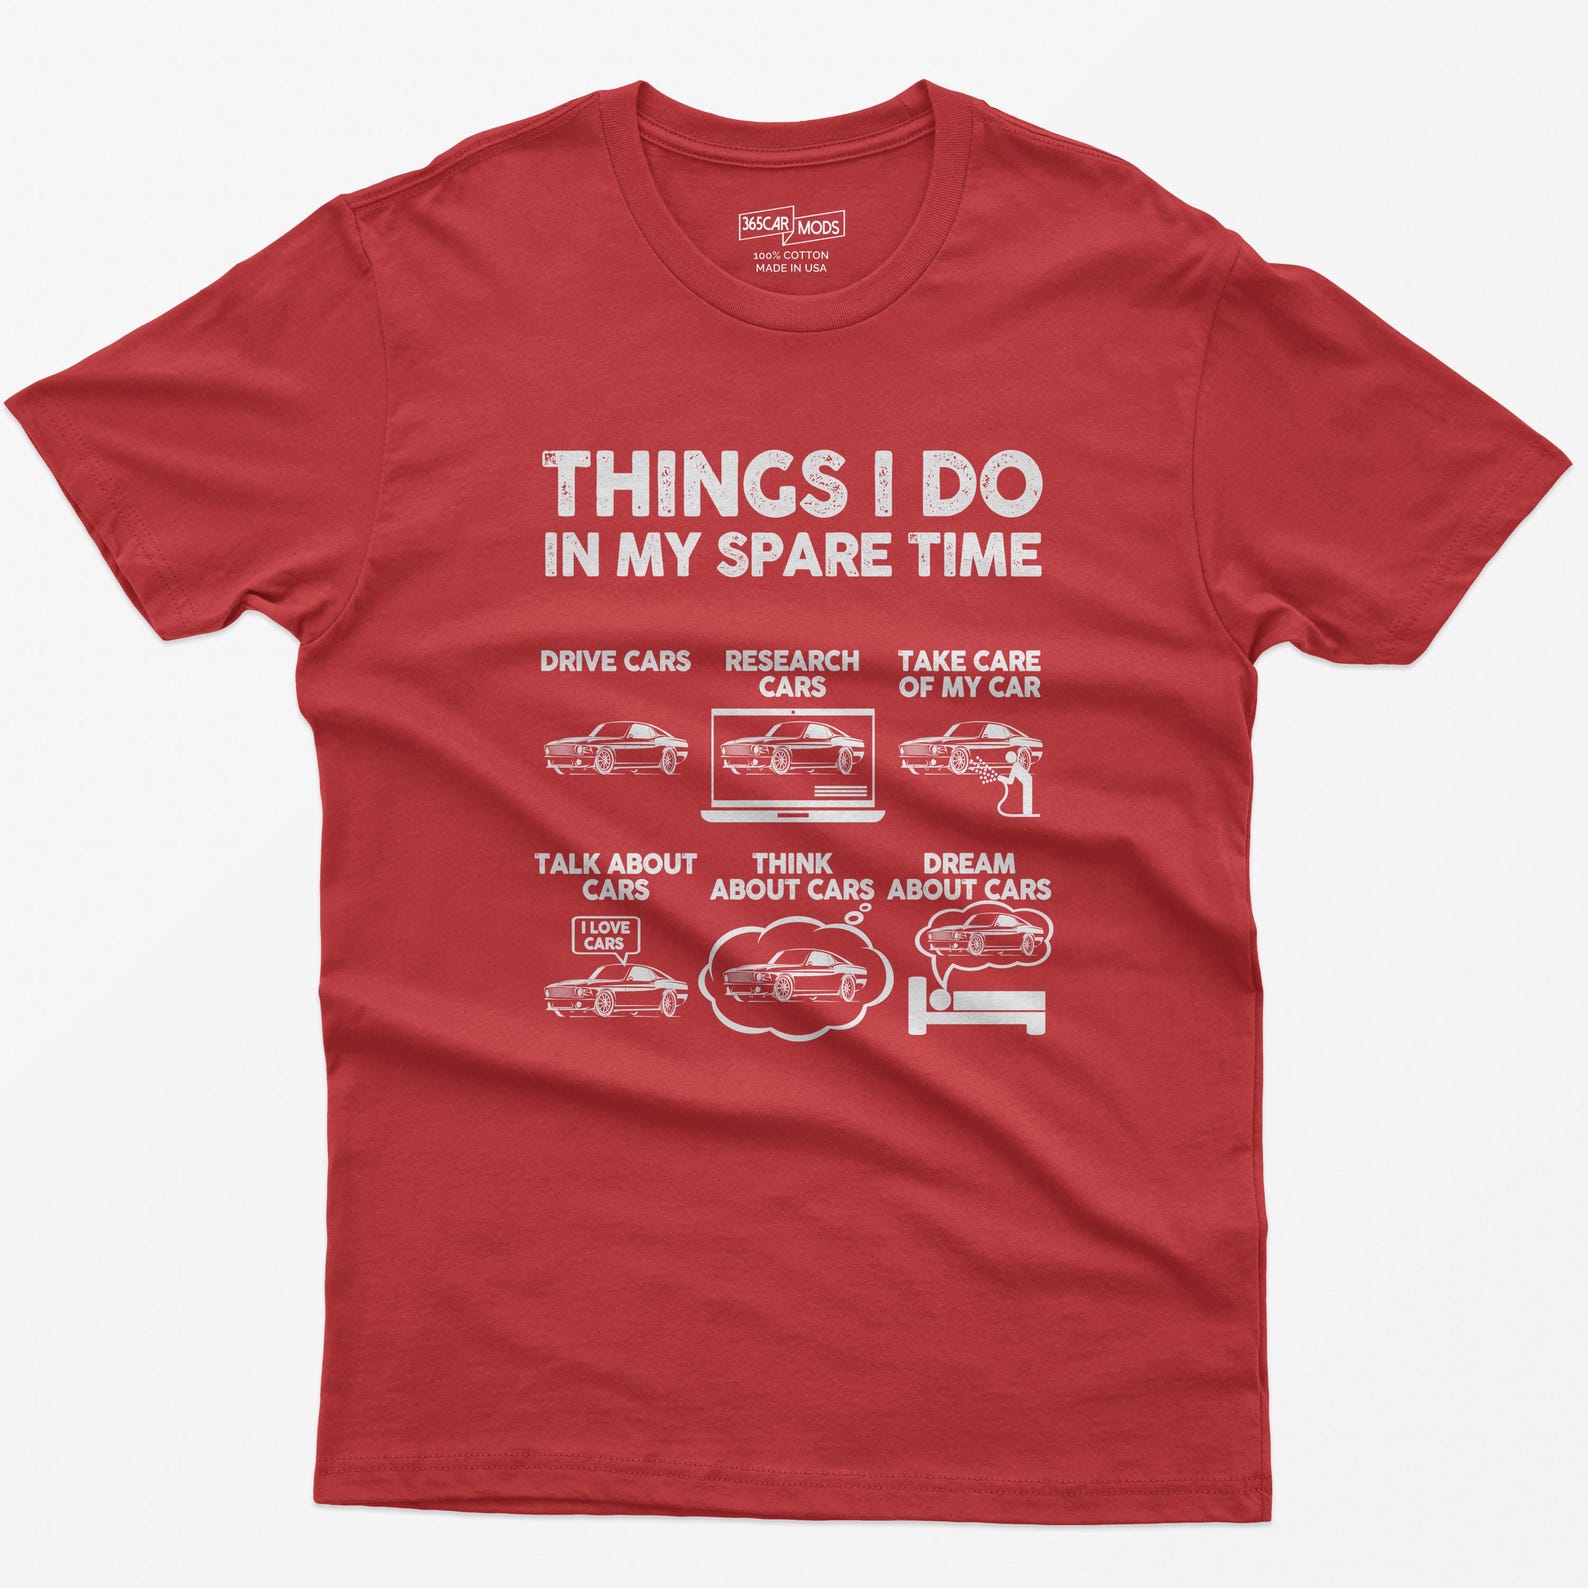 365CAR MODS
100% COTTON
MADE IN USA
THINGS I DO
IN MY SPARE TIME
DRIVE CARS
RESEARCH
CARS
TAKE CARE
OF MY CAR
TALK ABOUT
CARS
THINK
ABOUT CARS
DREAM
ABOUT CARS
I LOVE
CARS